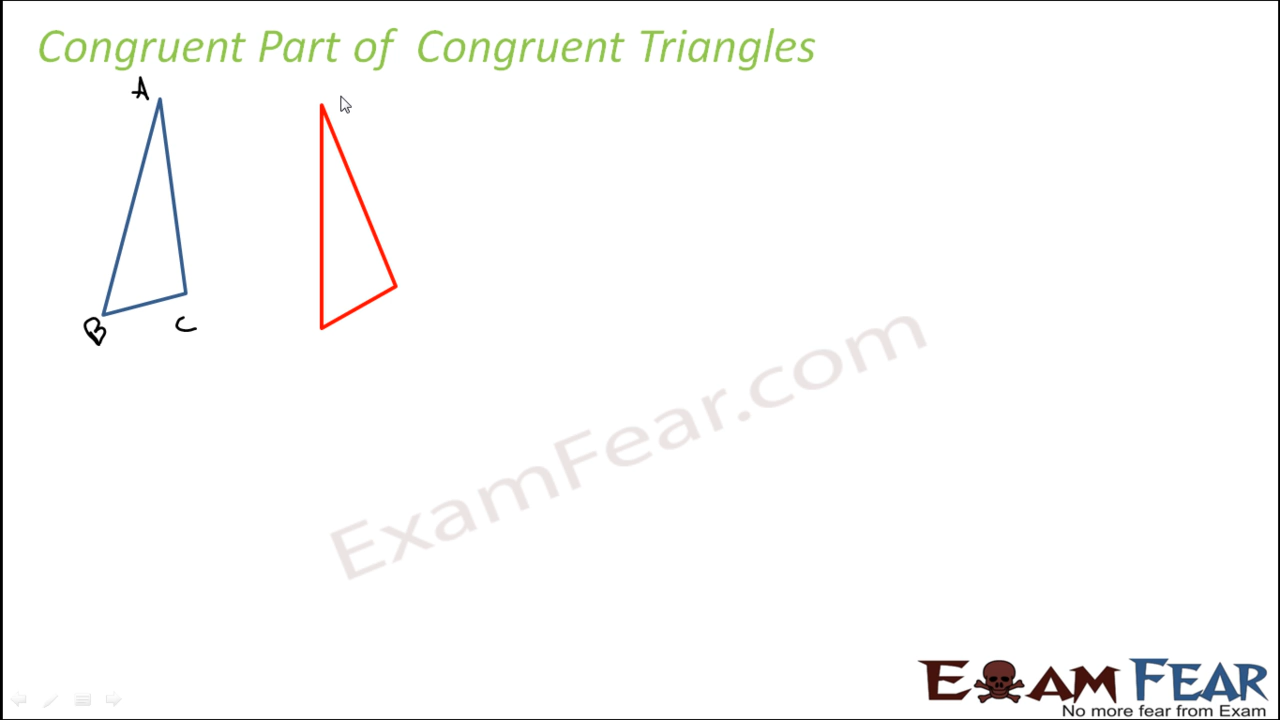 Congruent Part of Congruent Triangles
A
B
C
ExamFear.com
EXAM FEAR
No more fear from Exam